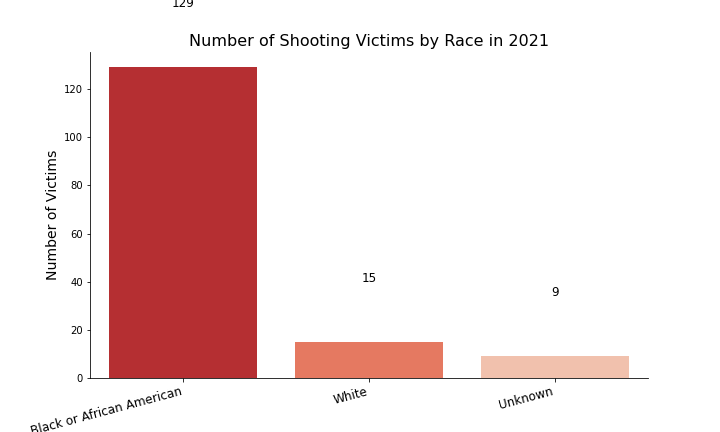 129
Number of Shooting Victims by Race in 2021
Number of Victims
120
100
80
60
40
20
0
15
9
Black or African American
White
Unknown